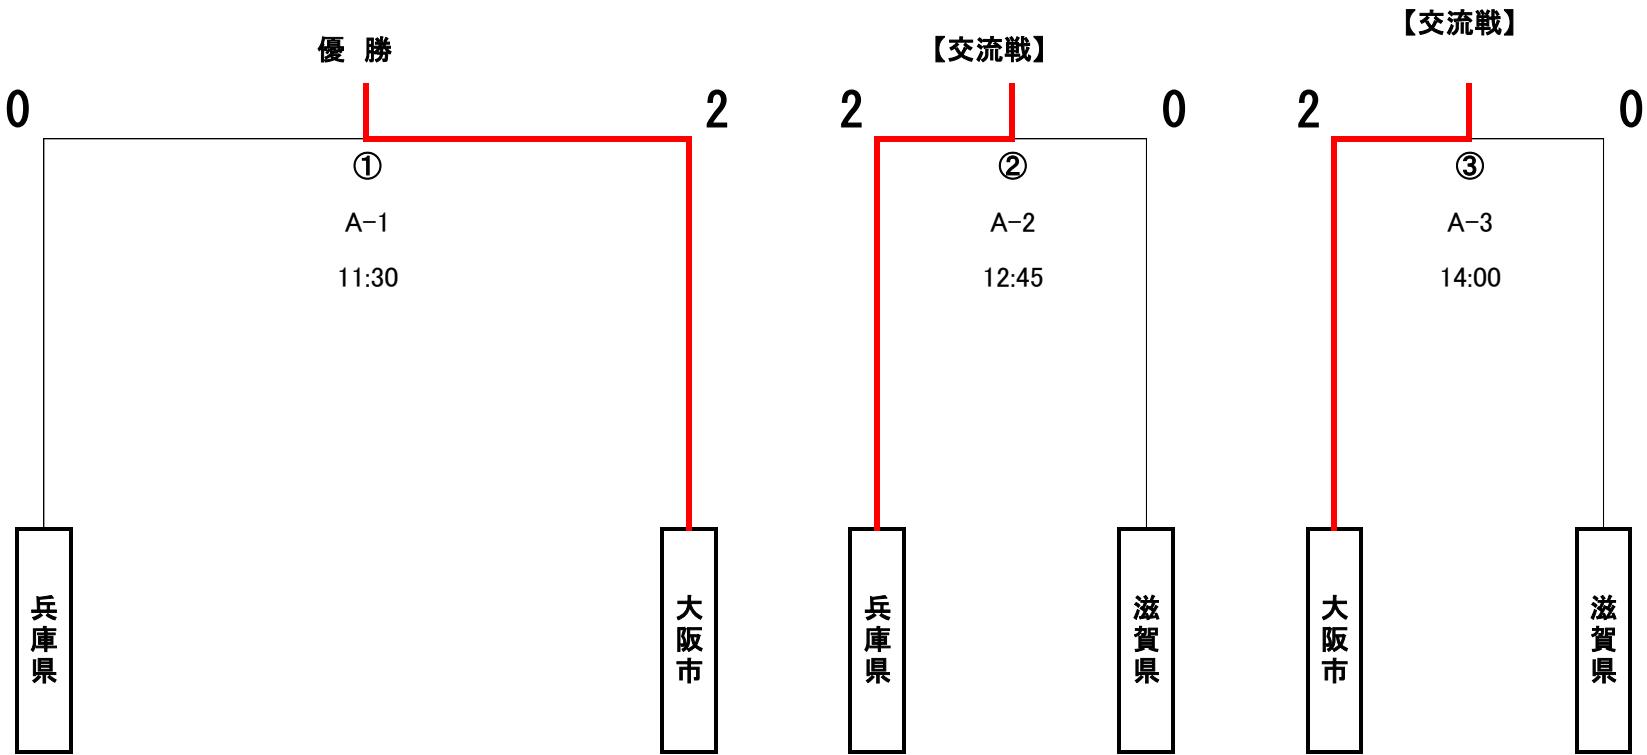 優 勝
0
2
①
A-1
11:30
兵庫県
大阪市
【交流戦】
2
0
②
A-2
12:45
兵庫県
滋賀県
【交流戦】
2
0
③
A-3
14:00
大阪市
滋賀県